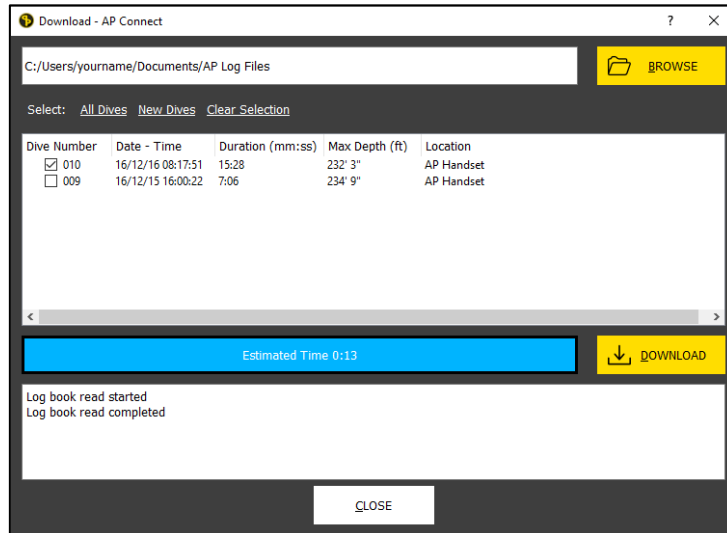 Download - AP Connect ?
C:/Users/yourname/Documents/AP Log Files BROWSE
Select: All Dives New Dives Clear Selection
Dive Number Date - Time Duration (mm:ss) Max Depth (ft) Location
010 16/12/16 08:17:51 15:28 232' 3" AP Handset
009 16/12/15 16:00:22 7:06 234' 9" AP Handset
Estimated Time 0:13 DOWNLOAD
Log book read started
Log book read completed
CLOSE